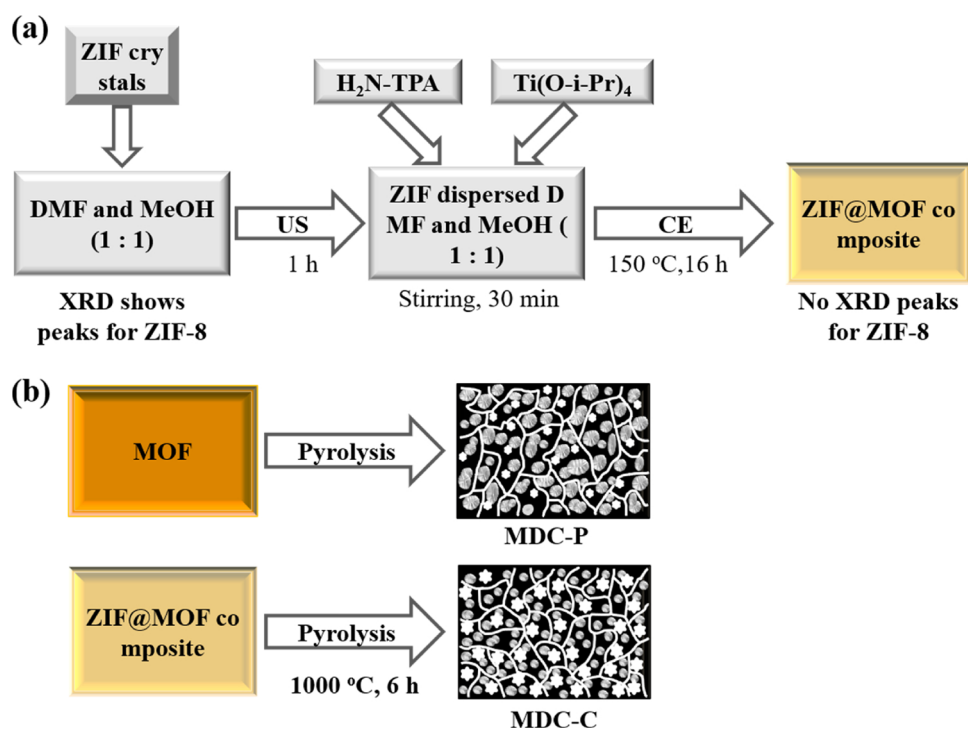 (a)
ZIF cry
stals
H₂N-TPA
Ti(O-i-Pr)₄
DMF and MeOH
(1 : 1)
US
1 h
ZIF dispersed D
MF and MeOH (
1 : 1)
CE
150 °C,16 h
ZIF@MOF co
mposite
XRD shows
peaks for ZIF-8
Stirring, 30 min
No XRD peaks
for ZIF-8
(b)
MOF
Pyrolysis
MDC-P
ZIF@MOF co
mposite
Pyrolysis
1000 °C, 6 h
MDC-C